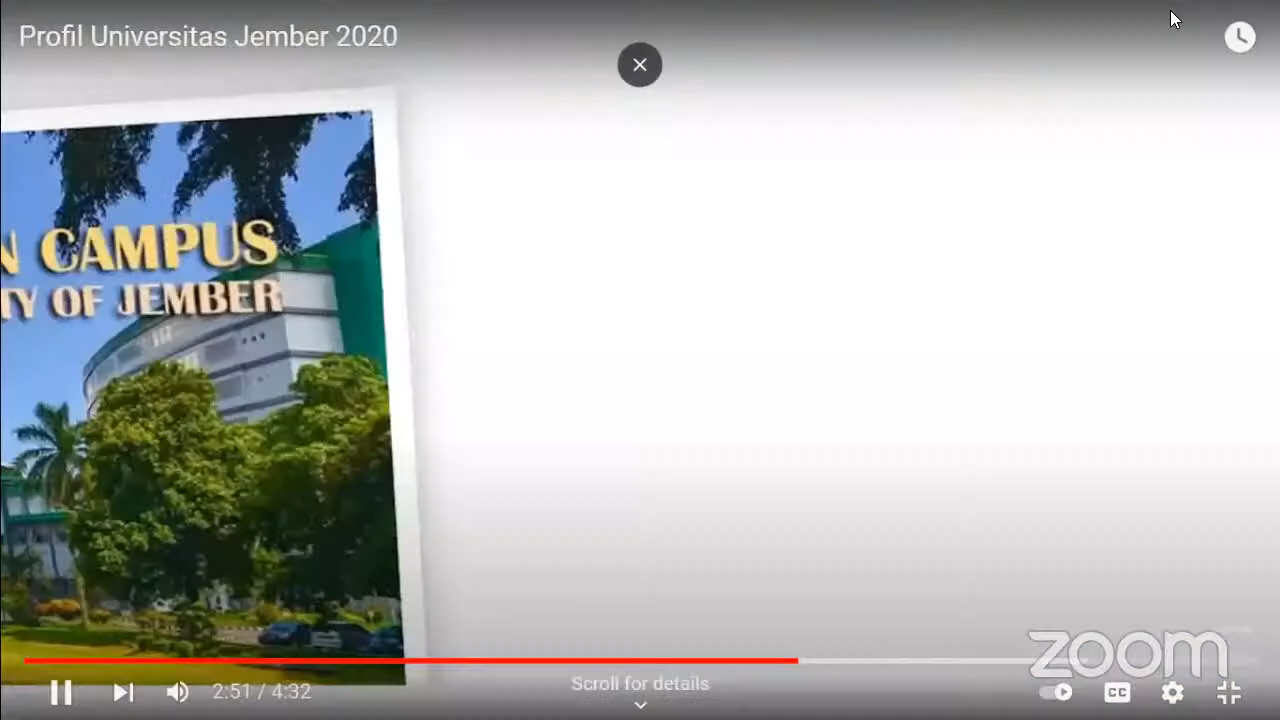 Profil Universitas Jember 2020
N CAMPUS
TY OF JEMBER
zoom
2:51 / 4:32
Scroll for details
CC